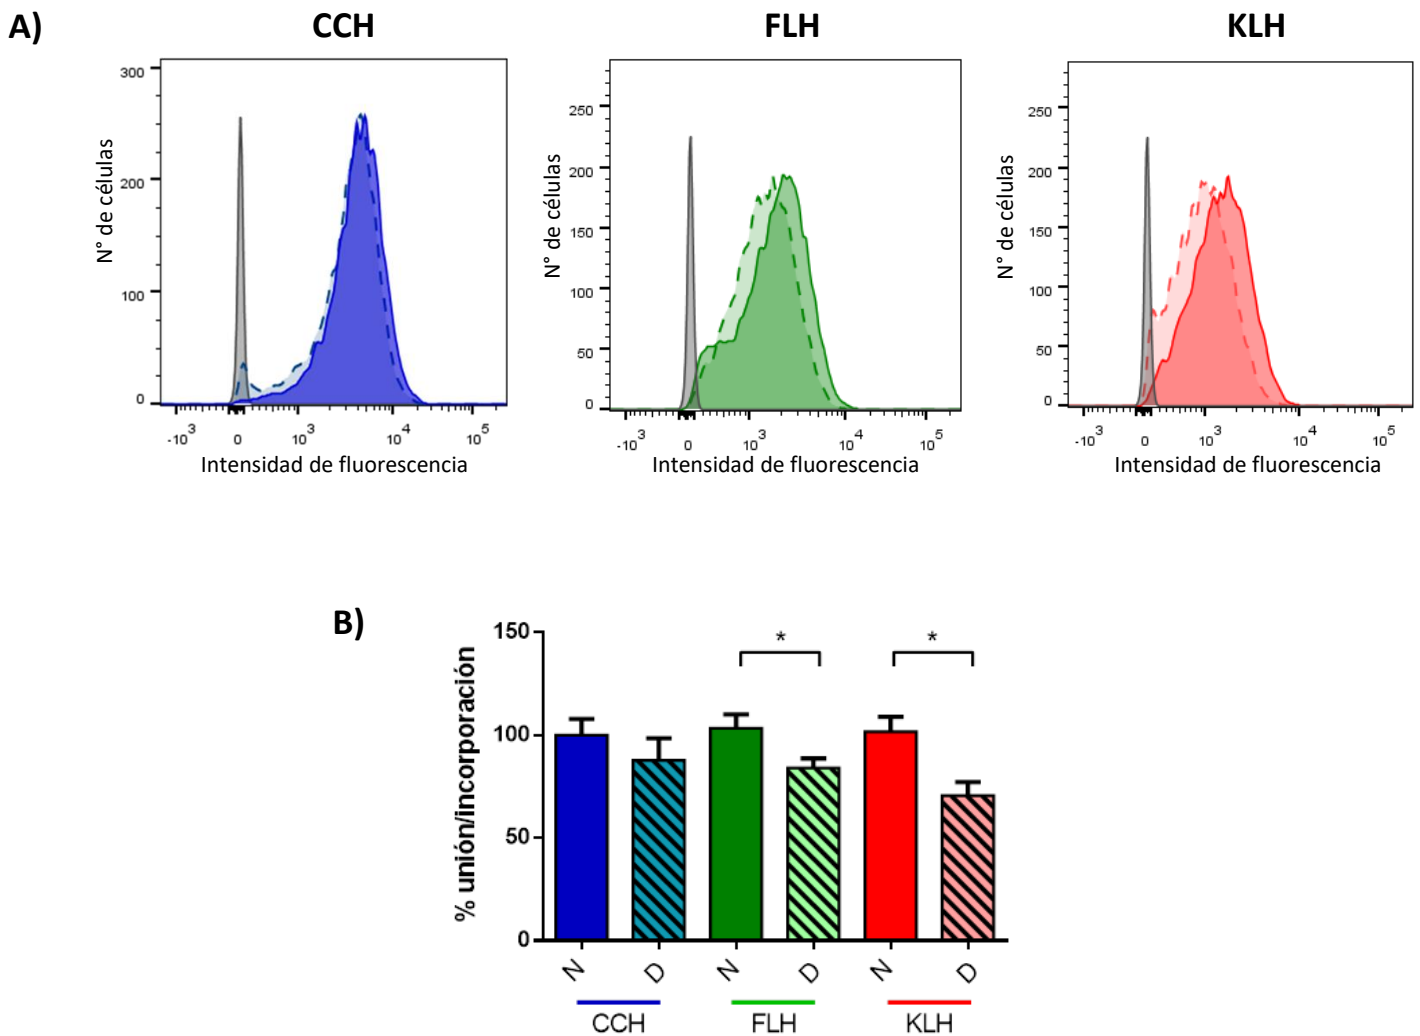 A)
CCH
FLH
KLH
300
200
100
0
N° de células
-10³ 0 10³ 10⁴ 10⁵
Intensidad de fluorescencia
250
200
150
100
50
0
N° de células
-10³ 0 10³ 10⁴ 10⁵
Intensidad de fluorescencia
250
200
150
100
50
0
N° de células
-10³ 0 10³ 10⁴ 10⁵
Intensidad de fluorescencia
B)
150
100
50
0
% unión/incorporación
* *
N D N D N D
CCH FLH KLH